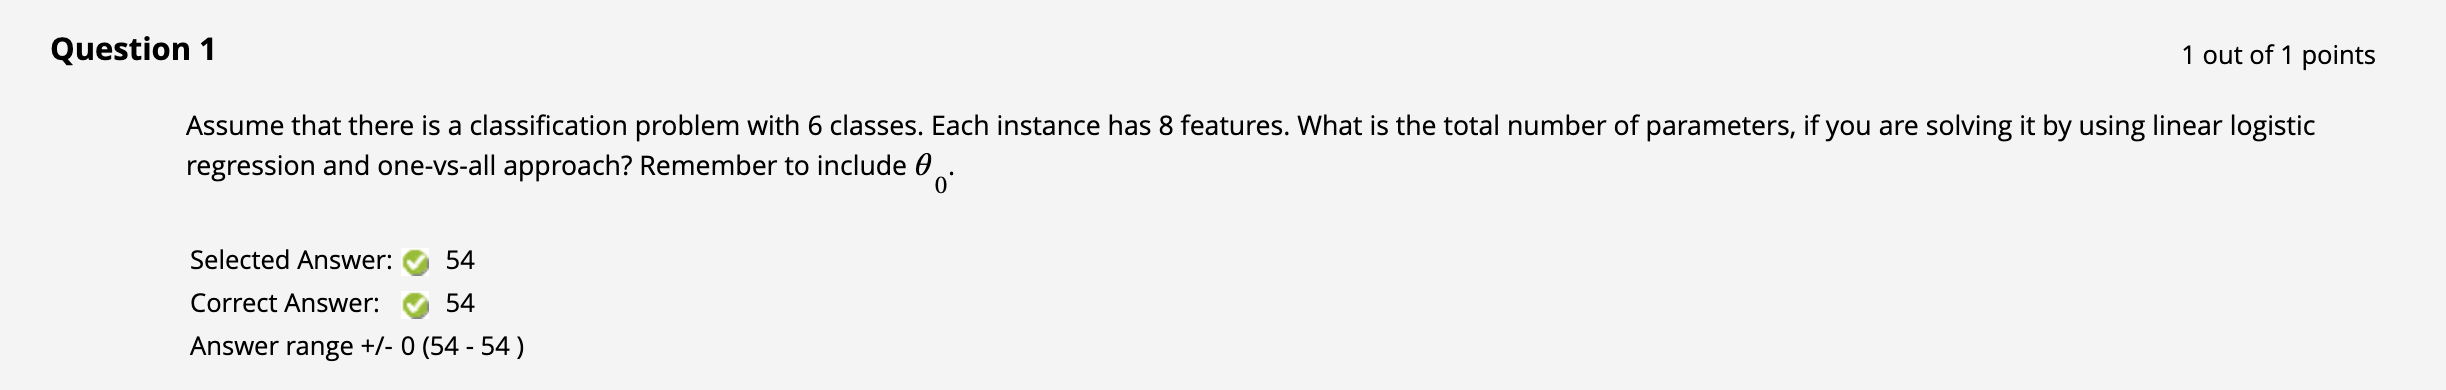 Question 1
1 out of 1 points
Assume that there is a classification problem with 6 classes. Each instance has 8 features. What is the total number of parameters, if you are solving it by using linear logistic
regression and one-vs-all approach? Remember to include θ 0.
Selected Answer: 54
Correct Answer: 54
Answer range +/- 0 (54 - 54 )